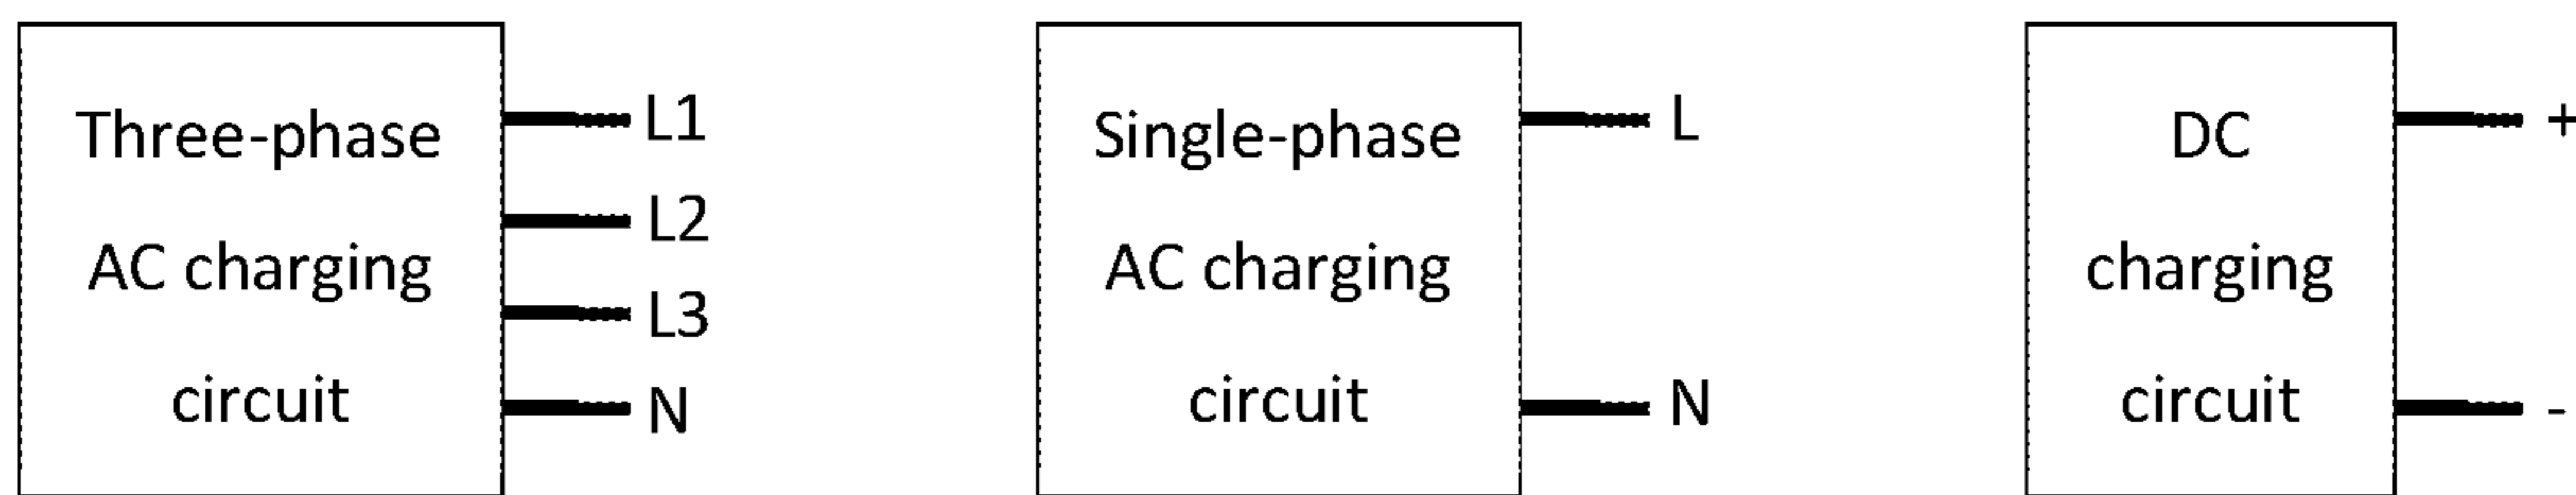 Three-phase
AC charging
circuit
L1
L2
L3
N
Single-phase
AC charging
circuit
L
N
DC
charging
circuit
+
-